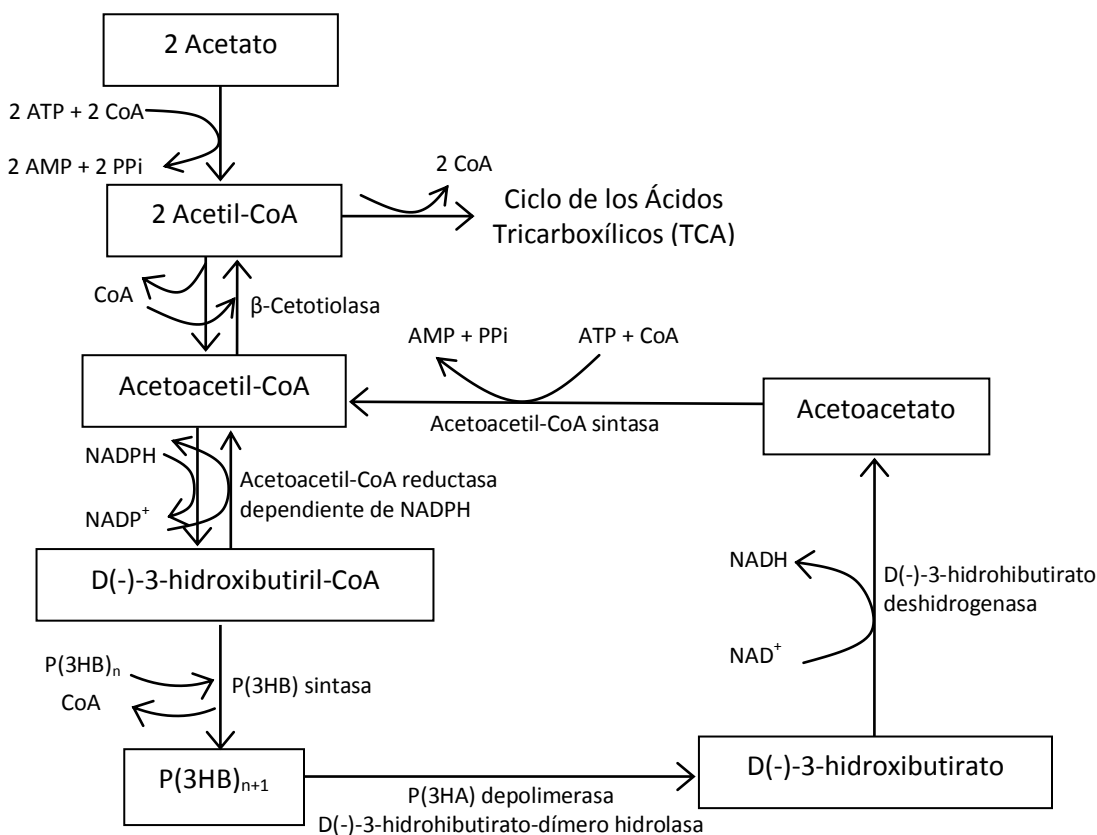 2 Acetato
2 ATP + 2 CoA
2 AMP + 2 PPi
2 Acetil-CoA
2 CoA
Ciclo de los Ácidos
Tricarboxílicos (TCA)
CoA
β-Cetotiolasa
AMP + PPi
ATP + CoA
Acetoacetil-CoA
Acetoacetil-CoA sintasa
Acetoacetato
NADPH
NADP⁺
Acetoacetil-CoA reductasa
dependiente de NADPH
D(-)-3-hidroxibutiril-CoA
NADH
NAD⁺
D(-)-3-hidrohibutirato
deshidrogenasa
P(3HB)ₙ
CoA
P(3HB) sintasa
P(3HB)ₙ₊₁
P(3HA) depolimerasa
D(-)-3-hidrohibutirato-dímero hidrolasa
D(-)-3-hidroxibutirato